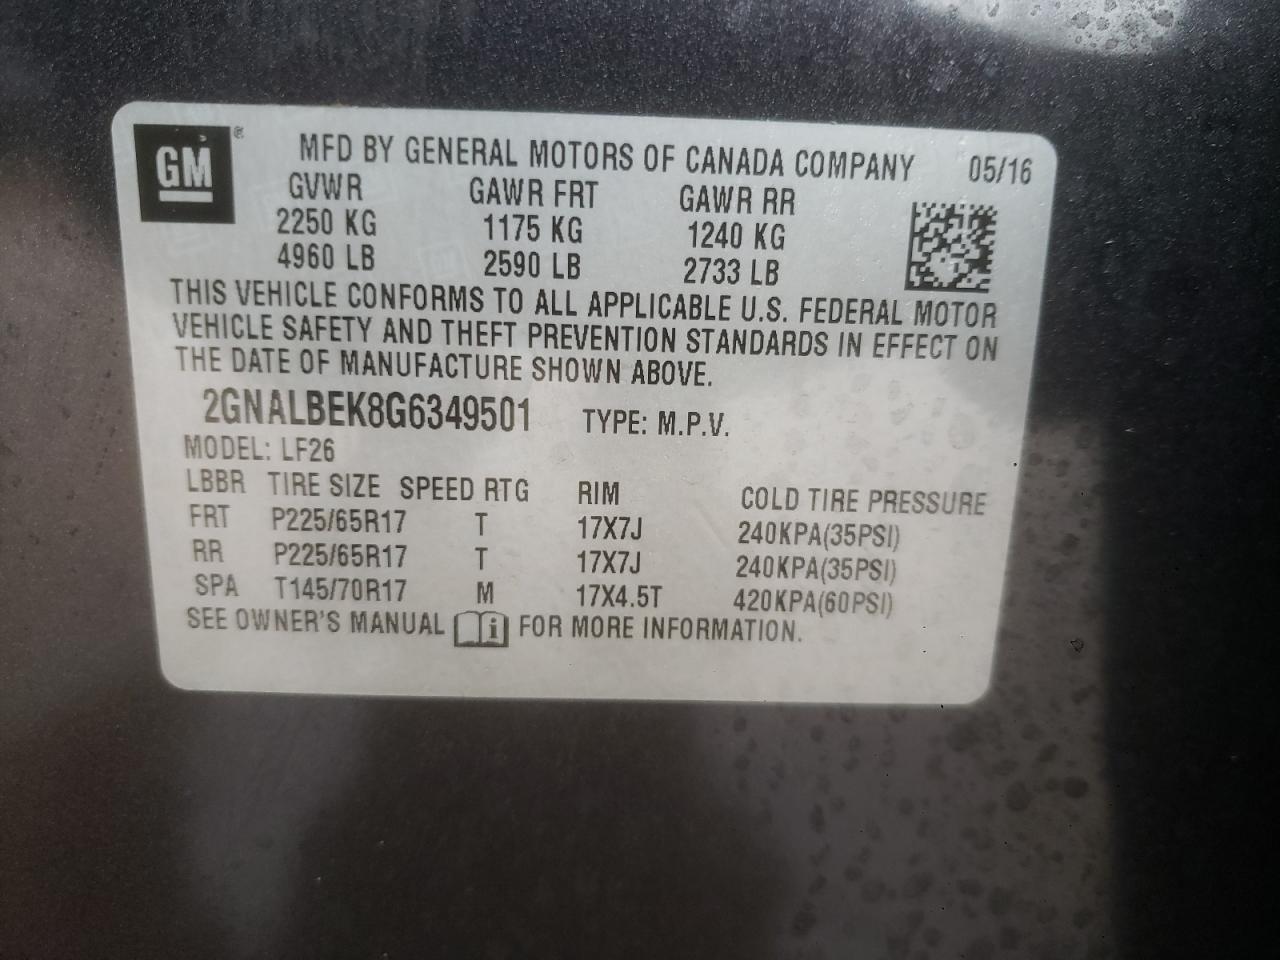 GM ®
MFD BY GENERAL MOTORS OF CANADA COMPANY 05/16
GVWR GAWR FRT GAWR RR
2250 KG 1175 KG 1240 KG
4960 LB 2590 LB 2733 LB
THIS VEHICLE CONFORMS TO ALL APPLICABLE U.S. FEDERAL MOTOR
VEHICLE SAFETY AND THEFT PREVENTION STANDARDS IN EFFECT ON
THE DATE OF MANUFACTURE SHOWN ABOVE.
2GNALBEK8G6349501 TYPE: M.P.V.
MODEL: LF26
LBBR TIRE SIZE SPEED RTG RIM COLD TIRE PRESSURE
FRT P225/65R17 T 17X7J 240KPA(35PSI)
RR P225/65R17 T 17X7J 240KPA(35PSI)
SPA T145/70R17 M 17X4.5T 420KPA(60PSI)
SEE OWNER'S MANUAL i FOR MORE INFORMATION.